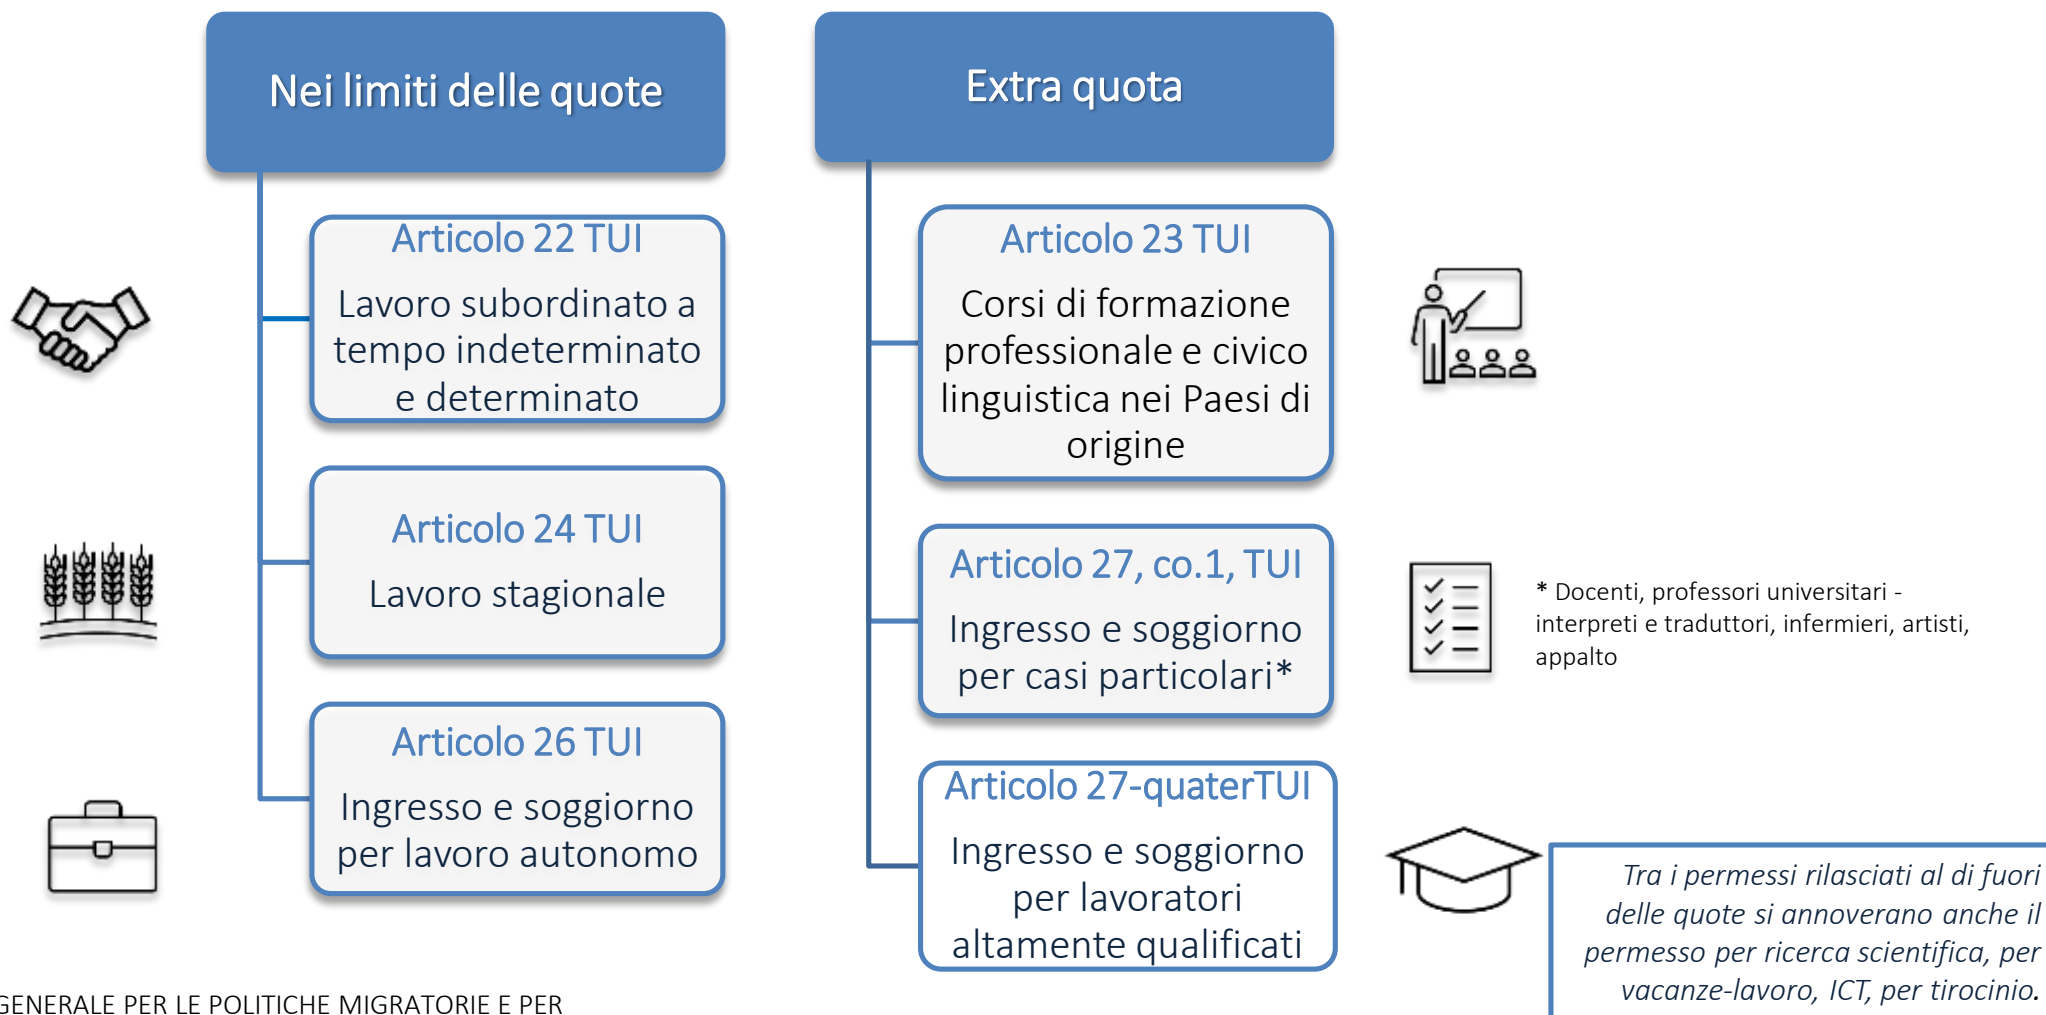 Nei limiti delle quote
Articolo 22 TUI
Lavoro subordinato a
tempo indeterminato
e determinato
Articolo 24 TUI
Lavoro stagionale
Articolo 26 TUI
Ingresso e soggiorno
per lavoro autonomo
Extra quota
Articolo 23 TUI
Corsi di formazione
professionale e civico
linguistica nei Paesi di
origine
Articolo 27, co.1, TUI
Ingresso e soggiorno
per casi particolari*
* Docenti, professori universitari -
interpreti e traduttori, infermieri, artisti,
appalto
Articolo 27-quaterTUI
Ingresso e soggiorno
per lavoratori
altamente qualificati
Tra i permessi rilasciati al di fuori
delle quote si annoverano anche il
permesso per ricerca scientifica, per
vacanze-lavoro, ICT, per tirocinio.
GENERALE PER LE POLITICHE MIGRATORIE E PER